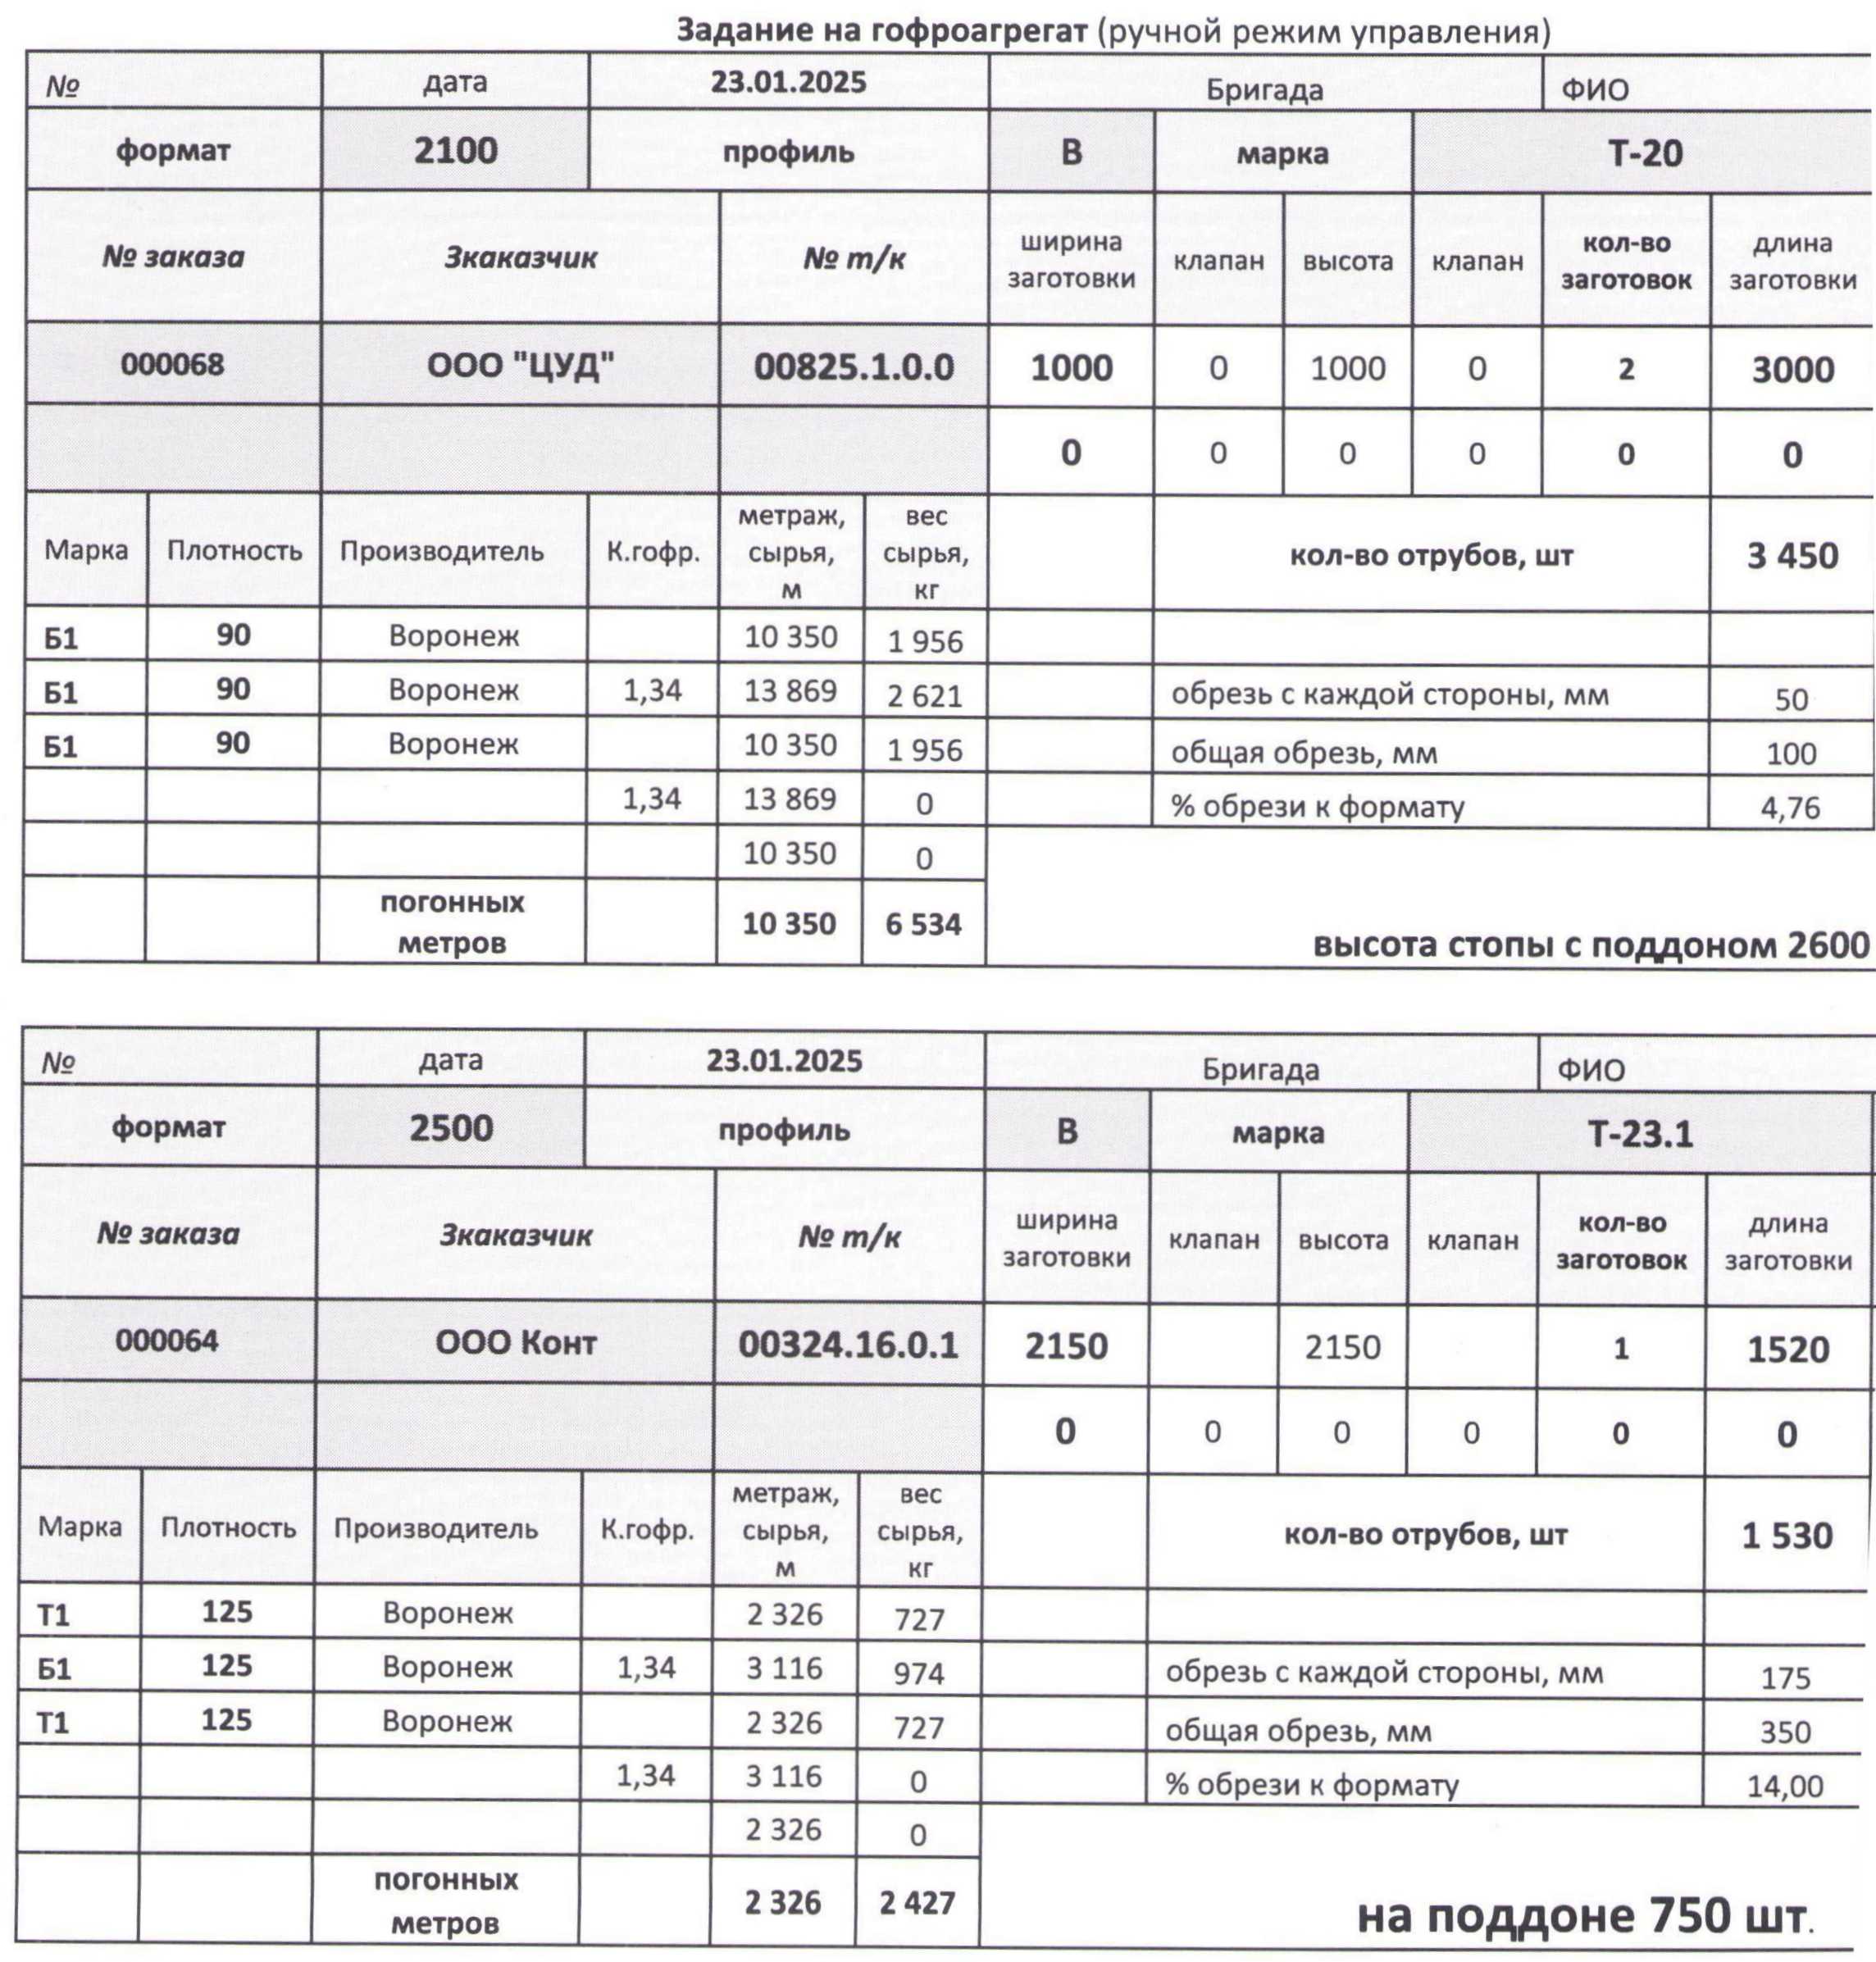 Задание на гофроагрегат (ручной режим управления)
№ дата 23.01.2025 Бригада ФИО
формат 2100 профиль В марка Т-20
№ заказа Зкаказчик № т/к ширина заготовки клапан высота клапан кол-во заготовок длина заготовки
000068 ООО "ЦУД" 00825.1.0.0 1000 0 1000 0 2 3000
0 0 0 0 0 0
Марка Плотность Производитель К.гофр. метраж, сырья, м вес сырья, кг кол-во отрубов, шт 3 450
Б1 90 Воронеж 10 350 1 956
Б1 90 Воронеж 1,34 13 869 2 621 обрезь с каждой стороны, мм 50
Б1 90 Воронеж 10 350 1 956 общая обрезь, мм 100
1,34 13 869 0 % обрези к формату 4,76
10 350 0
погонных метров 10 350 6 534 высота стопы с поддоном 2600
№ дата 23.01.2025 Бригада ФИО
формат 2500 профиль В марка Т-23.1
№ заказа Зкаказчик № т/к ширина заготовки клапан высота клапан кол-во заготовок длина заготовки
000064 ООО Конт 00324.16.0.1 2150 2150 1 1520
0 0 0 0 0 0
Марка Плотность Производитель К.гофр. метраж, сырья, м вес сырья, кг кол-во отрубов, шт 1 530
Т1 125 Воронеж 2 326 727
Б1 125 Воронеж 1,34 3 116 974 обрезь с каждой стороны, мм 175
Т1 125 Воронеж 2 326 727 общая обрезь, мм 350
1,34 3 116 0 % обрези к формату 14,00
2 326 0
погонных метров 2 326 2 427 на поддоне 750 шт.